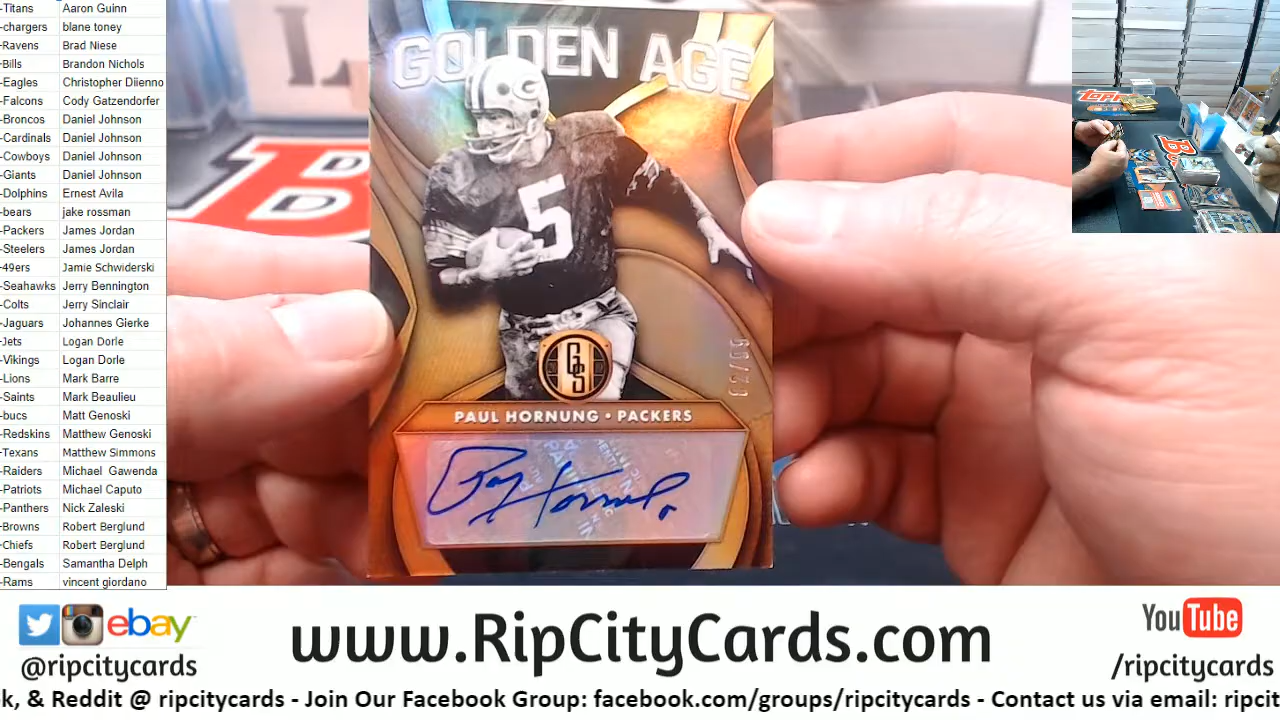 -Titans Aaron Guinn
-chargers blane toney
-Ravens Brad Niese
-Bills Brandon Nichols
-Eagles Christopher Diienno
-Falcons Cody Gatzendorfer
-Broncos Daniel Johnson
-Cardinals Daniel Johnson
-Cowboys Daniel Johnson
-Giants Daniel Johnson
-Dolphins Ernest Avila
-bears jake rossman
-Packers James Jordan
-Steelers James Jordan
-49ers Jamie Schwiderski
-Seahawks Jerry Bennington
-Colts Jerry Sinclair
-Jaguars Johannes Gierke
-Jets Logan Dorle
-Vikings Logan Dorle
-Lions Mark Barre
-Saints Mark Beaulieu
-bucs Matt Genoski
-Redskins Matthew Genoski
-Texans Matthew Simmons
-Raiders Michael Gawenda
-Patriots Michael Caputo
-Panthers Nick Zaleski
-Browns Robert Berglund
-Chiefs Robert Berglund
-Bengals Samantha Delph
-Rams vincent giordano
GOLDEN AGE
G
5
GS
PAUL HORNUNG • PACKERS
Paul Hornung
Topps
ebay
@ripcitycards
www.RipCityCards.com
YouTube
/ripcitycards
k, & Reddit @ ripcitycards - Join Our Facebook Group: facebook.com/groups/ripcitycards - Contact us via email: ripcit